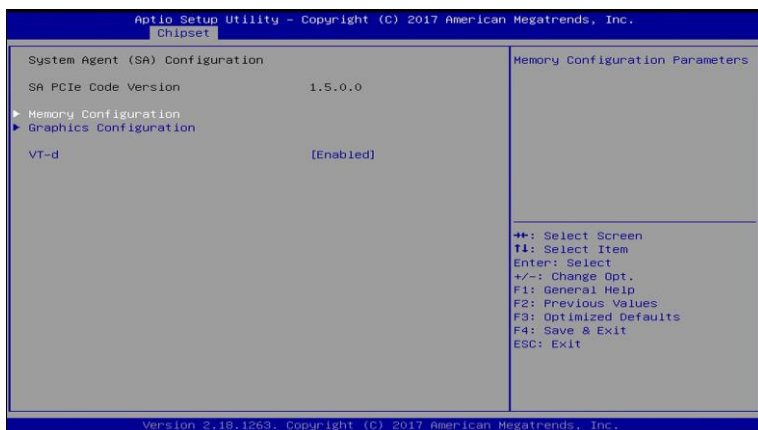 Aptio Setup Utility – Copyright (C) 2017 American Megatrends, Inc.
Chipset
System Agent (SA) Configuration
SA PCIe Code Version 1.5.0.0
Memory Configuration
Graphics Configuration
VT-d [Enabled]
Memory Configuration Parameters
→←: Select Screen
↑↓: Select Item
Enter: Select
+/-: Change Opt.
F1: General Help
F2: Previous Values
F3: Optimized Defaults
F4: Save & Exit
ESC: Exit
Version 2.18.1263. Copyright (C) 2017 American Megatrends, Inc.